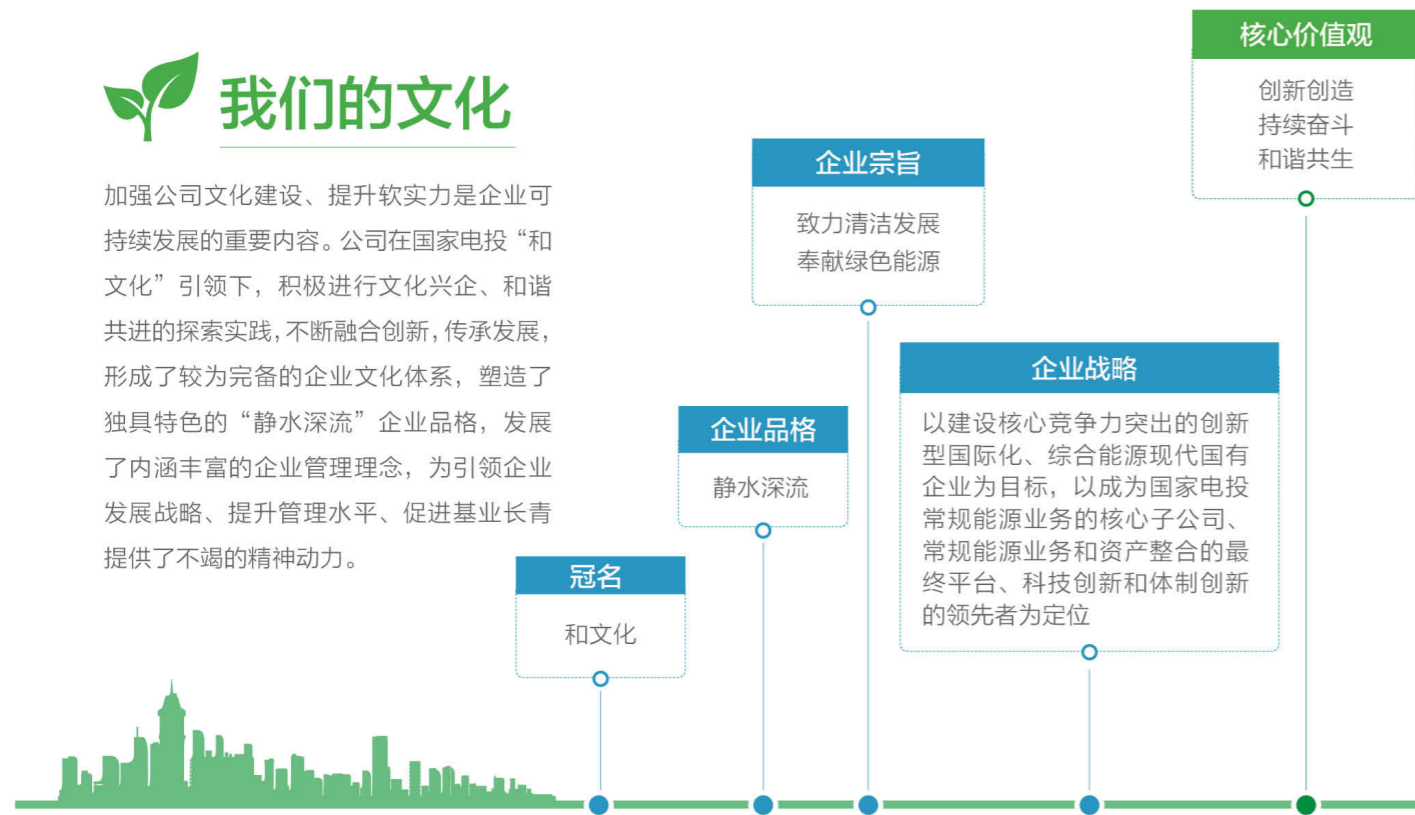 我们的文化
加强公司文化建设、提升软实力是企业可
持续发展的重要内容。公司在国家电投“和
文化”引领下，积极进行文化兴企、和谐
共进的探索实践，不断融合创新，传承发展，
形成了较为完备的企业文化体系，塑造了
独具特色的“静水深流”企业品格，发展
了内涵丰富的企业管理理念，为引领企业
发展战略、提升管理水平、促进基业长青
提供了不竭的精神动力。
冠名
和文化
企业品格
静水深流
企业宗旨
致力清洁发展
奉献绿色能源
企业战略
以建设核心竞争力突出的创新
型国际化、综合能源现代国有
企业为目标，以成为国家电投
常规能源业务的核心子公司、
常规能源业务和资产整合的最
终平台、科技创新和体制创新
的领先者为定位
核心价值观
创新创造
持续奋斗
和谐共生